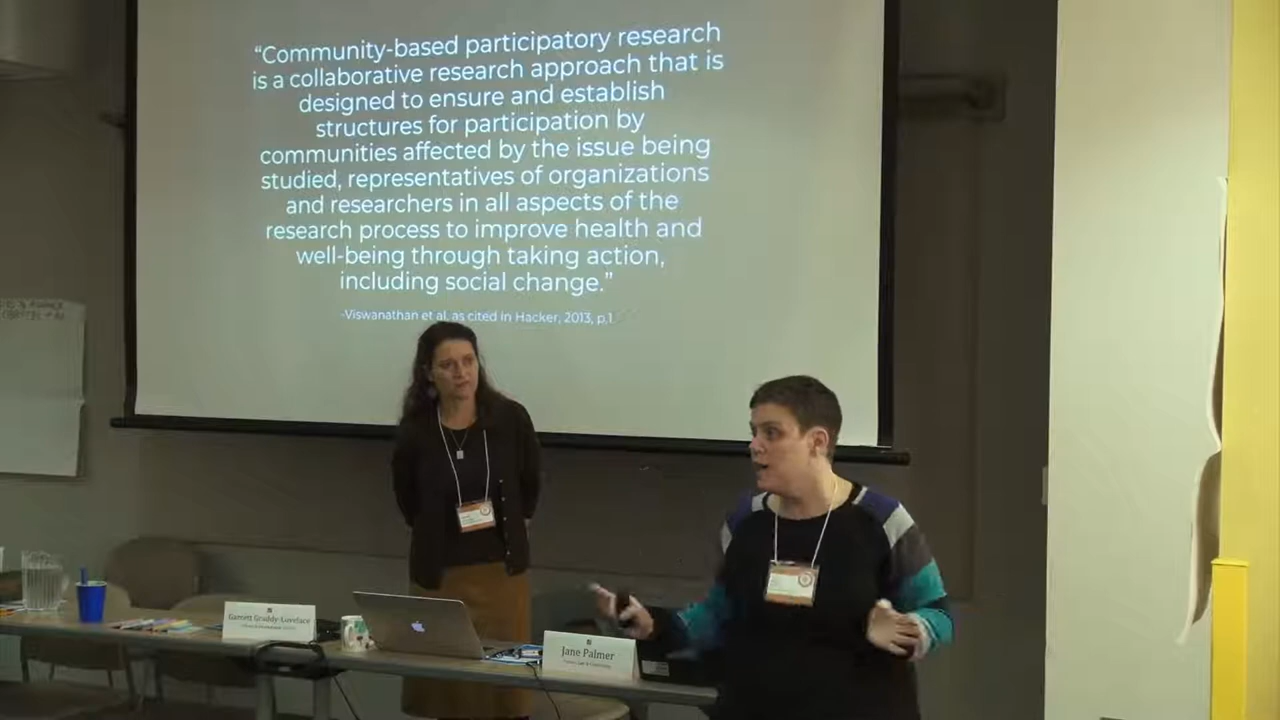 “Community-based participatory research
is a collaborative research approach that is
designed to ensure and establish
structures for participation by
communities affected by the issue being
studied, representatives of organizations
and researchers in all aspects of the
research process to improve health and
well-being through taking action,
including social change.”
-Viswanathan et al. as cited in Hacker, 2013, p.1
Garrett Graddy-Lovelace
Jane Palmer